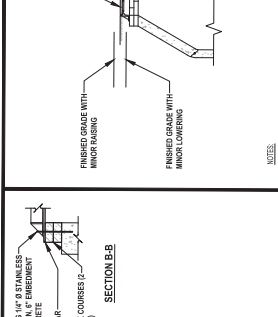 FINISHED GRADE WITH
MINOR RAISING
FINISHED GRADE WITH
MINOR LOWERING
NOTES:
1/4" Ø STAINLESS
6" EMBEDMENT
COURSES (2
SECTION B-B